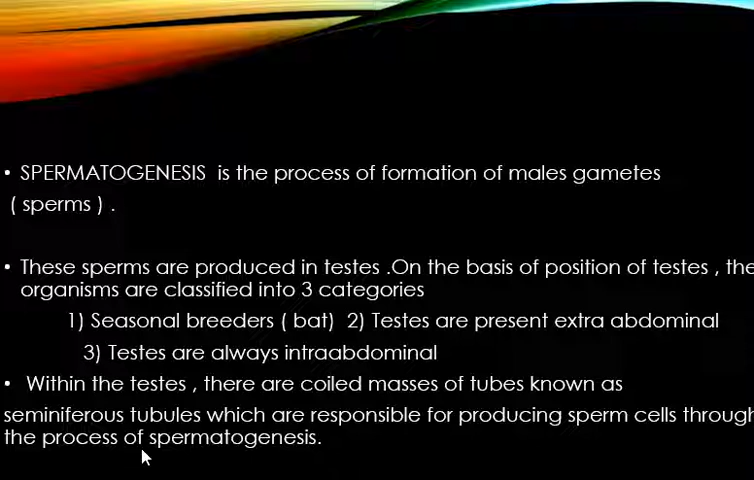 • SPERMATOGENESIS is the process of formation of males gametes
( sperms ) .
• These sperms are produced in testes .On the basis of position of testes , the
organisms are classified into 3 categories
1) Seasonal breeders ( bat) 2) Testes are present extra abdominal
3) Testes are always intraabdominal
• Within the testes , there are coiled masses of tubes known as
seminiferous tubules which are responsible for producing sperm cells through
the process of spermatogenesis.